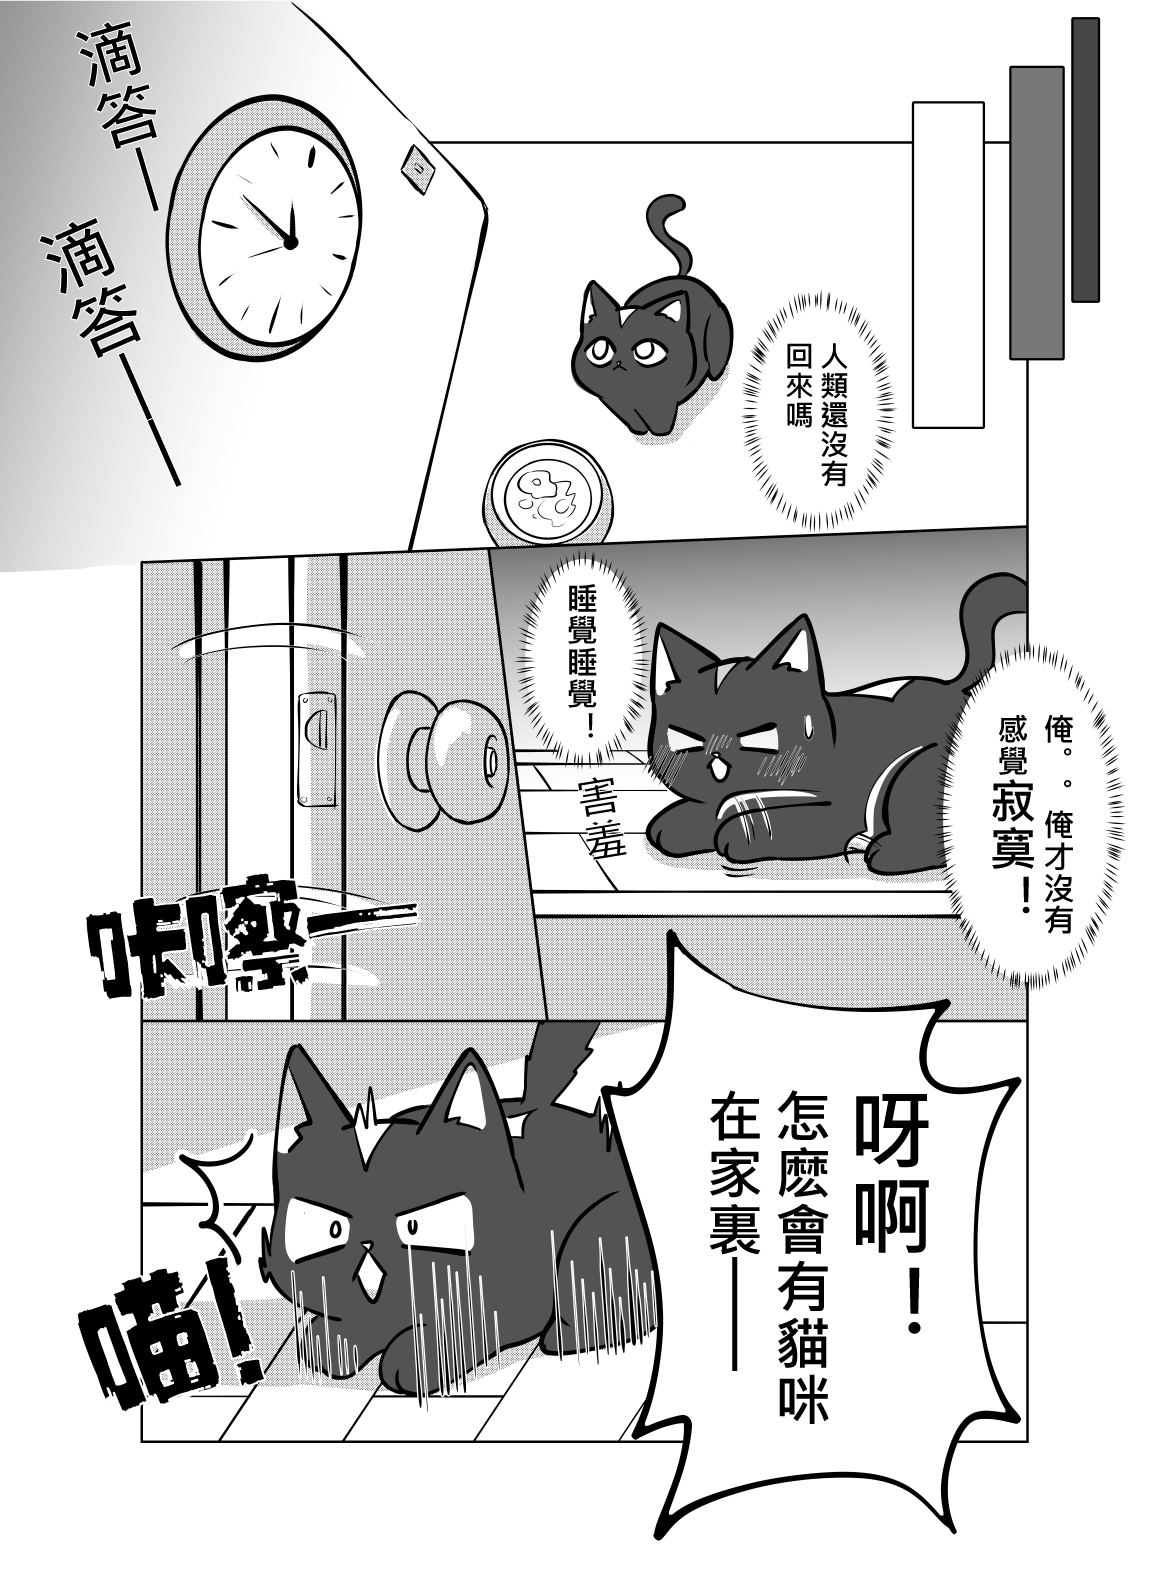 人類還沒有
回來嗎
滴答—
滴答——
俺。。俺才沒有
感覺寂寞！
睡覺睡覺！
害羞
咔嚓—
呀啊！
怎麽會有貓咪
在家裏——
喵！